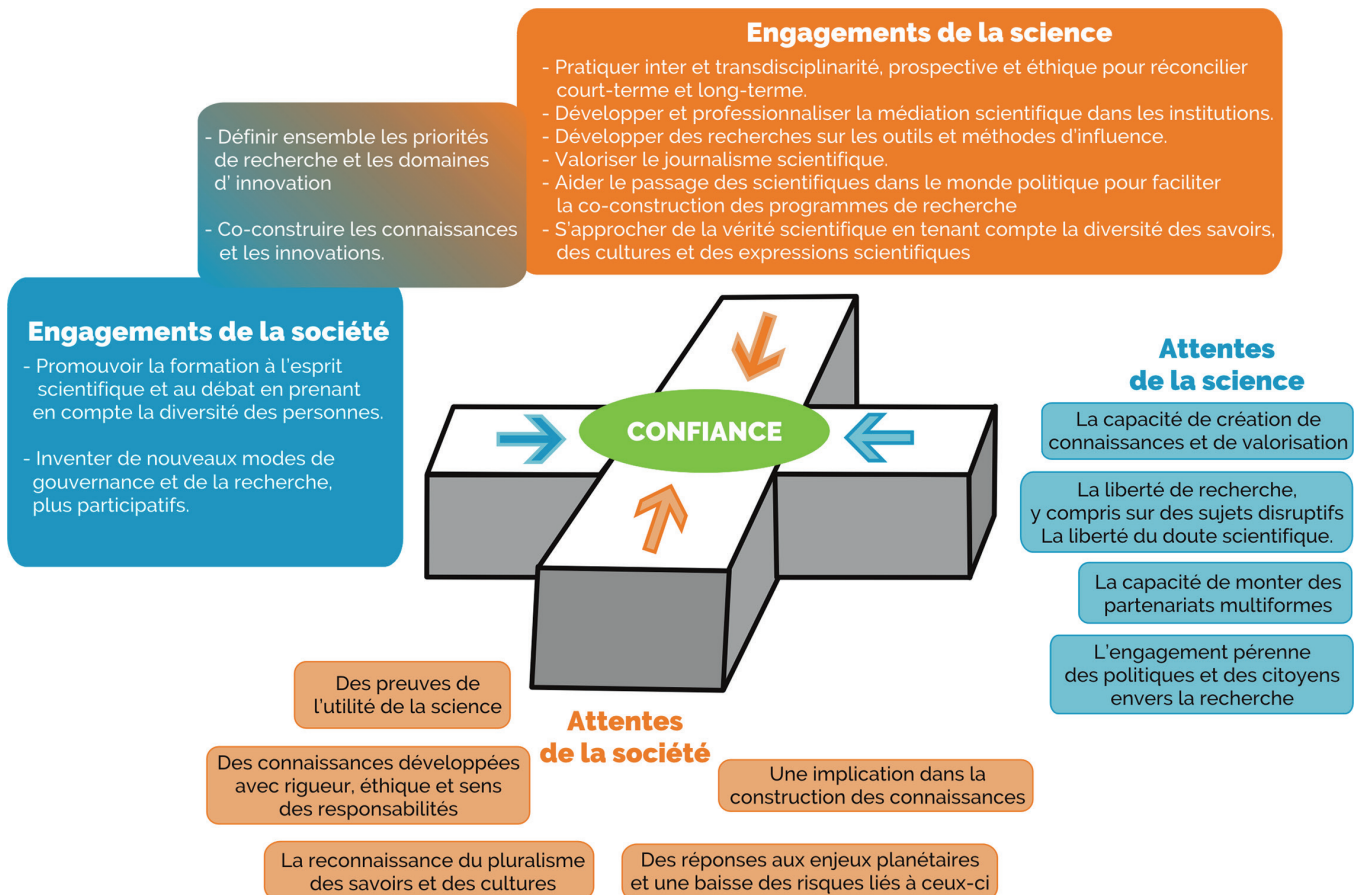 Engagements de la science
- Pratiquer inter et transdisciplinarité, prospective et éthique pour réconcilier
court-terme et long-terme.
- Développer et professionnaliser la médiation scientifique dans les institutions.
- Développer des recherches sur les outils et méthodes d'influence.
- Valoriser le journalisme scientifique.
- Aider le passage des scientifiques dans le monde politique pour faciliter
la co-construction des programmes de recherche
- S'approcher de la vérité scientifique en tenant compte la diversité des savoirs,
des cultures et des expressions scientifiques
- Définir ensemble les priorités
de recherche et les domaines
d' innovation
- Co-construire les connaissances
et les innovations.
Engagements de la société
- Promouvoir la formation à l'esprit
scientifique et au débat en prenant
en compte la diversité des personnes.
- Inventer de nouveaux modes de
gouvernance et de la recherche,
plus participatifs.
CONFIANCE
Attentes
de la science
La capacité de création de
connaissances et de valorisation
La liberté de recherche,
y compris sur des sujets disruptifs
La liberté du doute scientifique.
La capacité de monter des
partenariats multiformes
L'engagement pérenne
des politiques et des citoyens
envers la recherche
Attentes
de la société
Des preuves de
l'utilité de la science
Des connaissances développées
avec rigueur, éthique et sens
des responsabilités
Une implication dans la
construction des connaissances
La reconnaissance du pluralisme
des savoirs et des cultures
Des réponses aux enjeux planétaires
et une baisse des risques liés à ceux-ci